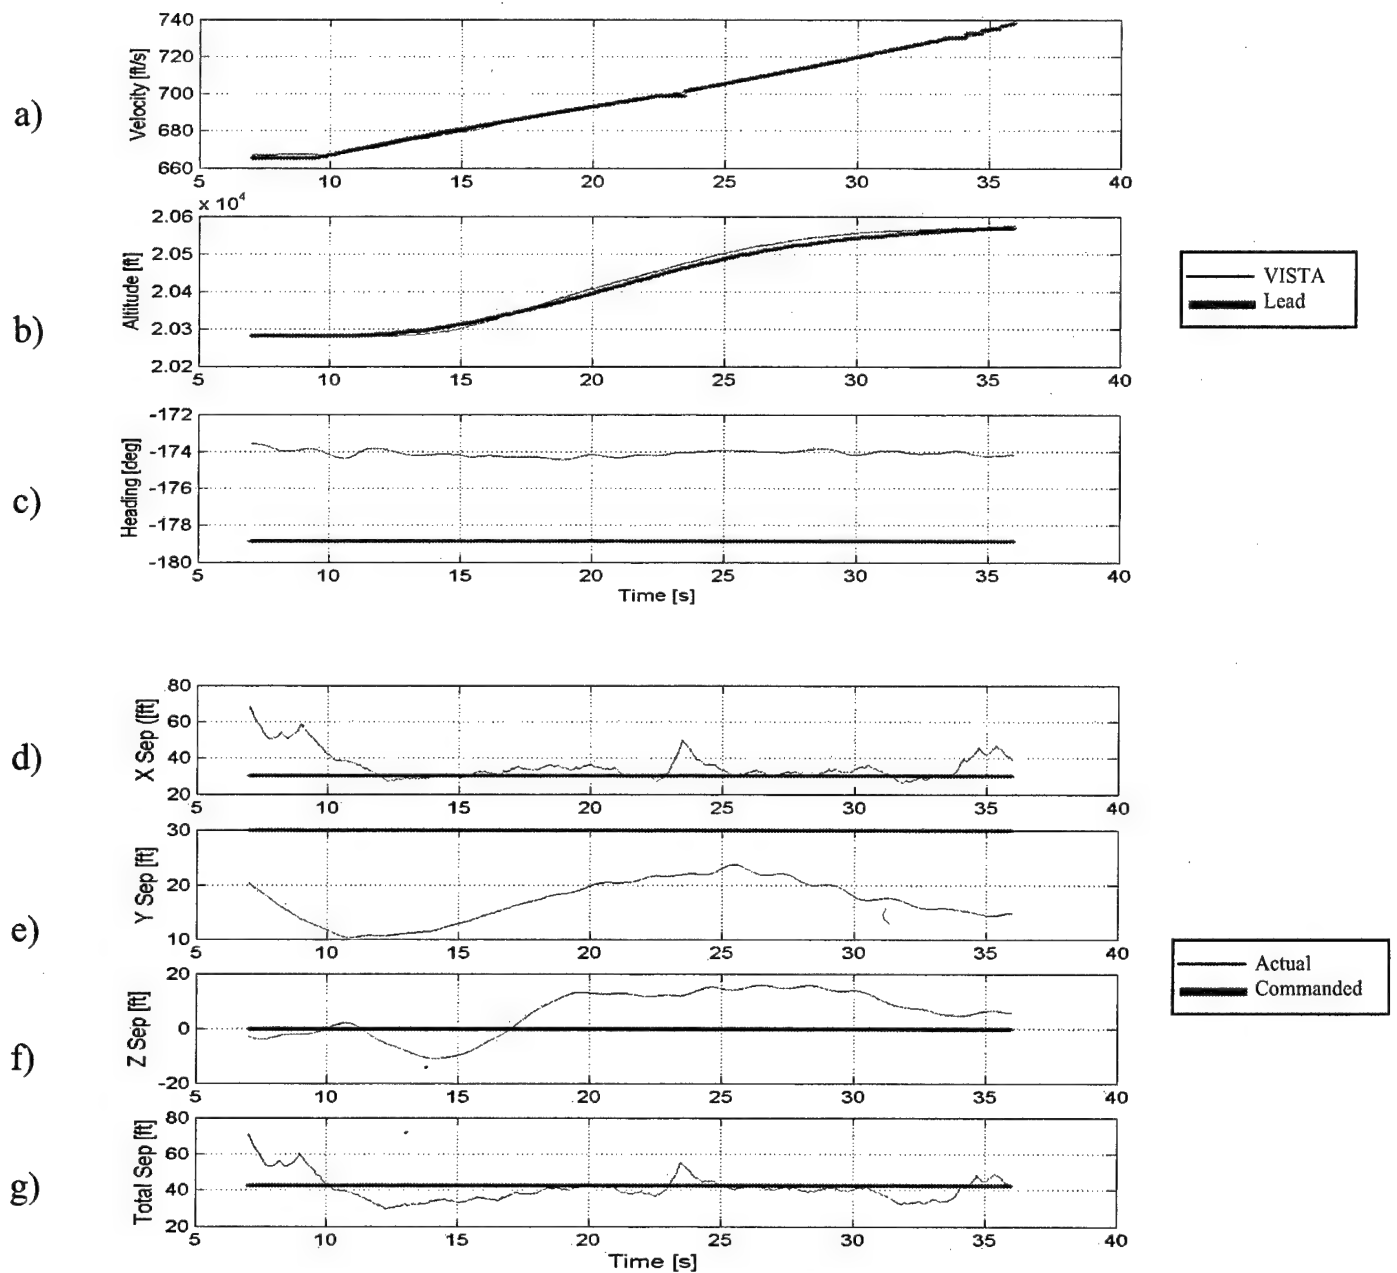 a)
Velocity [ft/s]
740
720
700
680
660
5 10 15 20 25 30 35 40
x 10^4
b)
Altitude [ft]
2.06
2.05
2.04
2.03
2.02
5 10 15 20 25 30 35 40
VISTA
Lead
c)
Heading [deg]
-172
-174
-176
-178
-180
5 10 15 20 25 30 35 40
Time [s]
d)
X Sep ([ft]
80
60
40
20
5 10 15 20 25 30 35 40
e)
Y Sep [ft]
30
20
10
5 10 15 20 25 30 35 40
Actual
Commanded
f)
Z Sep [ft]
20
0
-20
5 10 15 20 25 30 35 40
g)
Total Sep [ft]
80
60
40
20
5 10 15 20 25 30 35 40
Time [s]